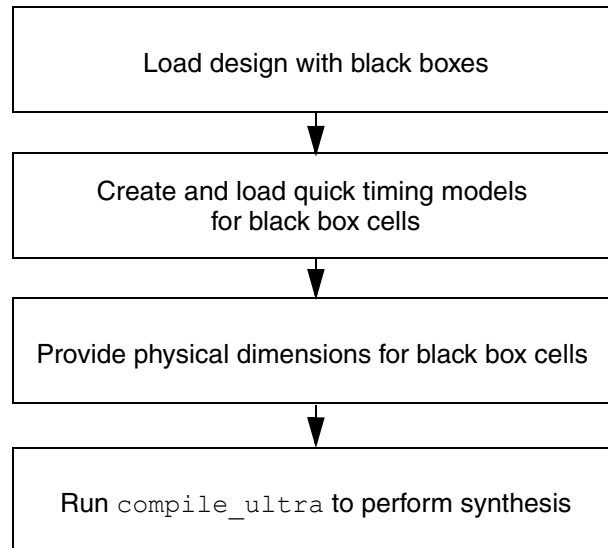 Load design with black boxes
Create and load quick timing models
for black box cells
Provide physical dimensions for black box cells
Run compile_ultra to perform synthesis